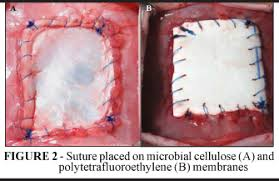 A
B
FIGURE 2 - Suture placed on microbial cellulose (A) and
polytetrafluoroethylene (B) membranes